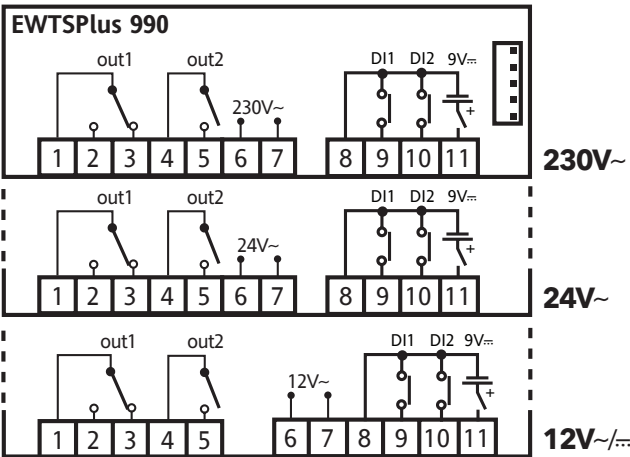 EWTSPlus 990
out1 out2 DI1 DI2 9V⎓
230V~ +
1 2 3 4 5 6 7 8 9 10 11 230V~
out1 out2 DI1 DI2 9V⎓
24V~ +
1 2 3 4 5 6 7 8 9 10 11 24V~
out1 out2 DI1 DI2 9V⎓
12V~ +
1 2 3 4 5 6 7 8 9 10 11 12V~/⎓